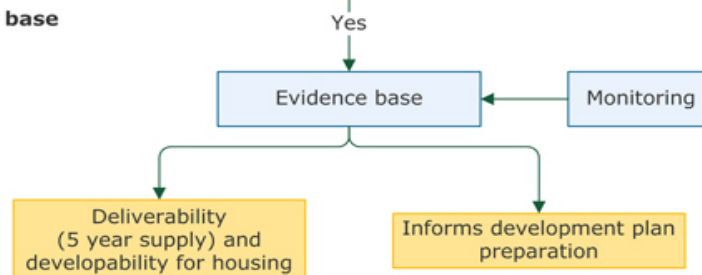 base
Yes
Evidence base
Monitoring
Deliverability
(5 year supply) and
developability for housing
Informs development plan
preparation